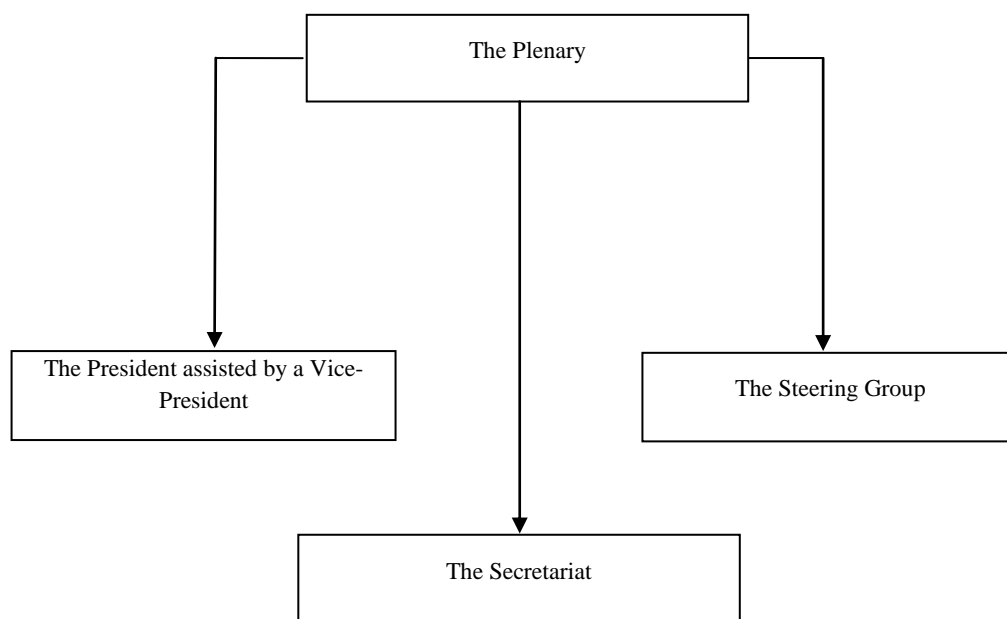 The Plenary
The President assisted by a Vice-
President
The Steering Group
The Secretariat